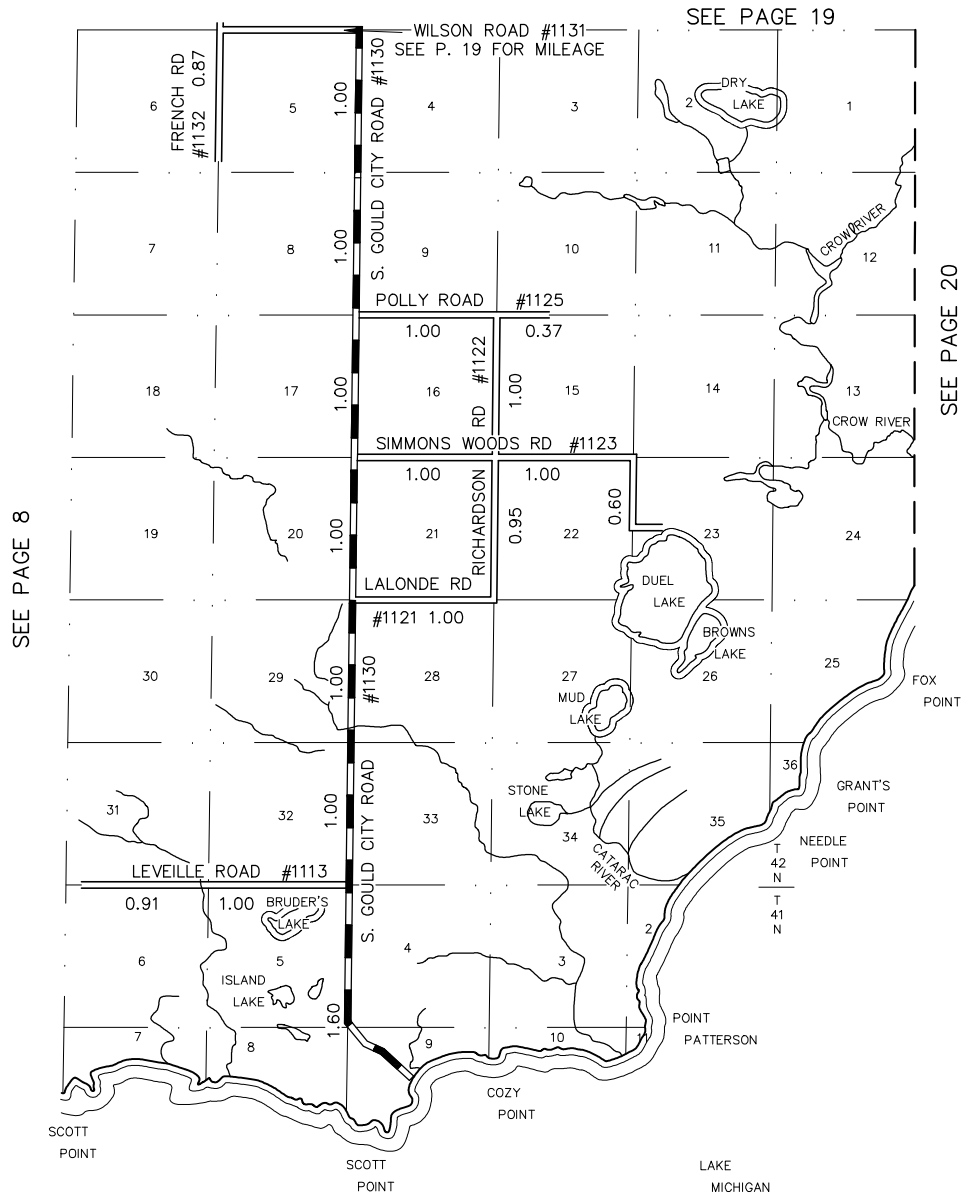 SEE PAGE 19
WILSON ROAD #1131
SEE P. 19 FOR MILEAGE
FRENCH RD 0.87
#1132
6
5
1.00
S. GOULD CITY ROAD #1130
4
3
2
DRY
LAKE
1
7
8
1.00
9
10
11
CROW RIVER
12
SEE PAGE 20
POLLY ROAD #1125
1.00
0.37
18
17
1.00
16
RICHARDSON RD #1122
1.00
15
14
13
CROW RIVER
SIMMONS WOODS RD #1123
1.00
1.00
SEE PAGE 8
19
20
1.00
21
0.95
22
0.60
23
24
LALONDE RD
#1121 1.00
DUEL
LAKE
BROWNS
LAKE
30
29
1.00
#1130
28
27
26
25
MUD
LAKE
FOX
POINT
31
32
1.00
S. GOULD CITY ROAD
33
STONE
LAKE
34
CATARAC
RIVER
35
36
GRANT'S
POINT
NEEDLE
POINT
T
42
N
T
41
N
LEVEILLE ROAD #1113
0.91
1.00
BRUDER'S
LAKE
6
5
4
3
2
ISLAND
LAKE
1.60
7
8
9
10
11
POINT
PATTERSON
COZY
POINT
SCOTT
POINT
SCOTT
POINT
LAKE
MICHIGAN